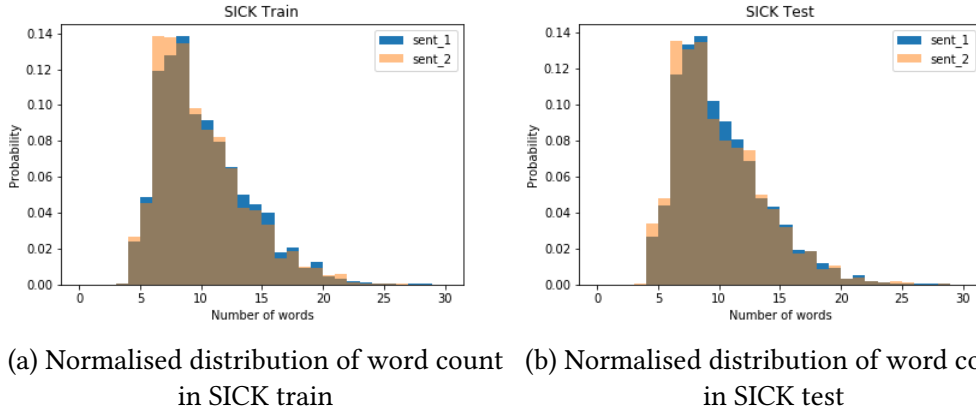 SICK Train
0.14
0.12
0.10
0.08
0.06
0.04
0.02
0.00
Probability
0 5 10 15 20 25 30
Number of words
sent_1
sent_2
SICK Test
0.14
0.12
0.10
0.08
0.06
0.04
0.02
0.00
Probability
0 5 10 15 20 25 30
Number of words
sent_1
sent_2
(a) Normalised distribution of word count
in SICK train
(b) Normalised distribution of word co
in SICK test